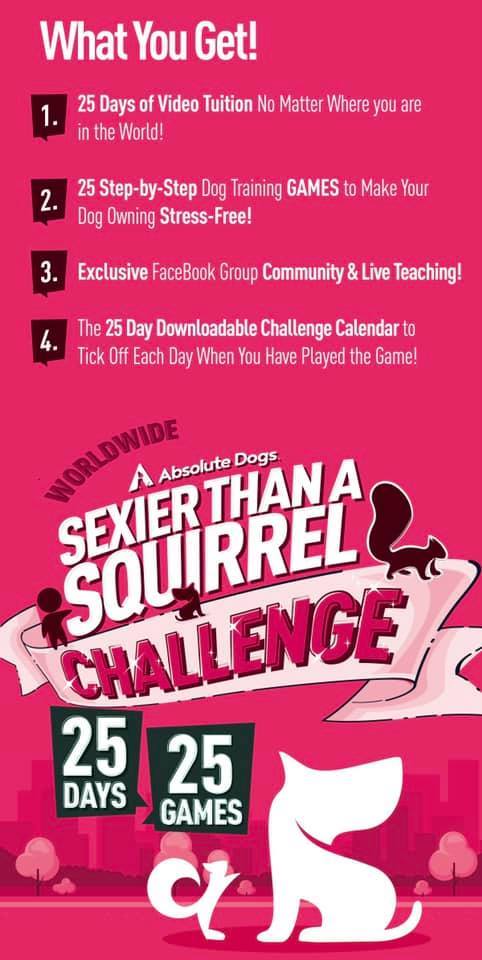 What You Get!
1.
25 Days of Video Tuition No Matter Where you are
in the World!
2.
25 Step-by-Step Dog Training GAMES to Make Your
Dog Owning Stress-Free!
3.
Exclusive FaceBook Group Community & Live Teaching!
4.
The 25 Day Downloadable Challenge Calendar to
Tick Off Each Day When You Have Played the Game!
WORLDWIDE
Absolute Dogs
SEXIER THAN A
SQUIRREL
CHALLENGE
25
DAYS
25
GAMES